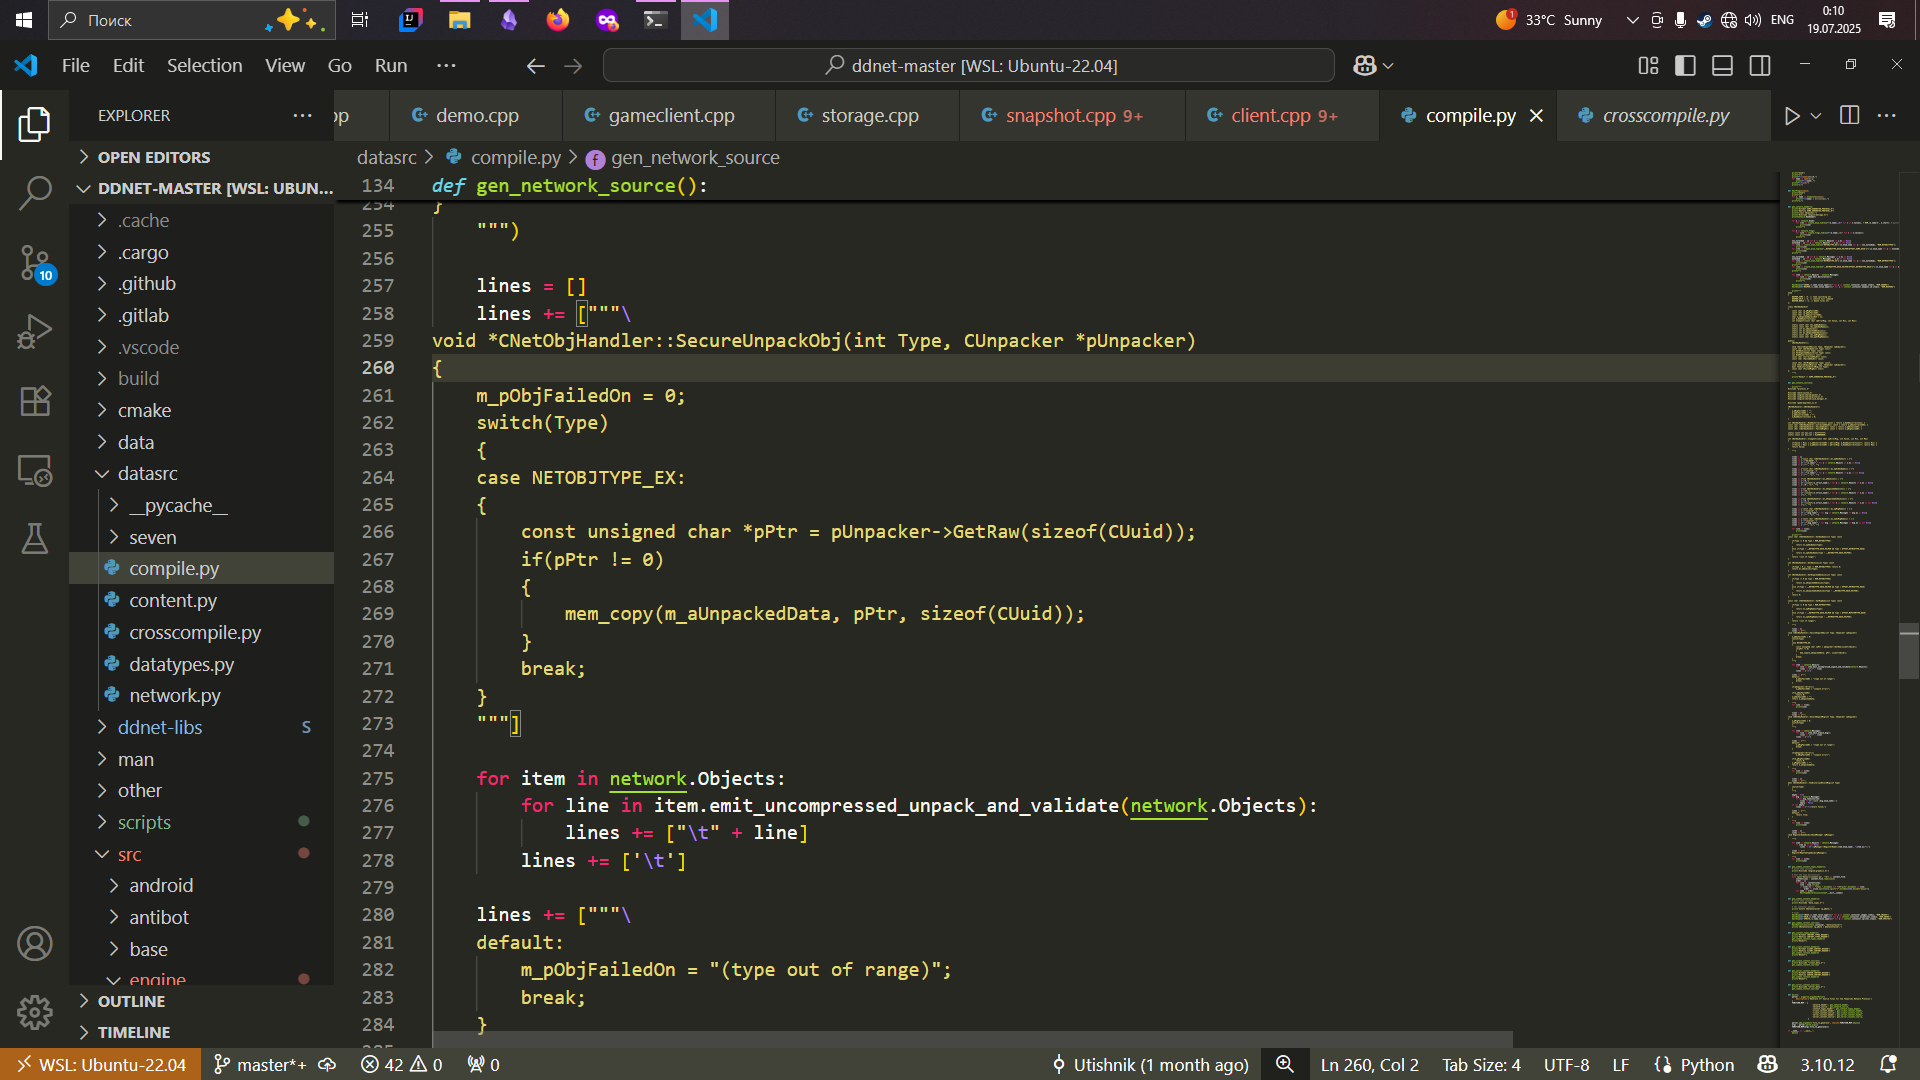 Поиск
33°C Sunny
ENG
0:10
19.07.2025
File Edit Selection View Go Run
ddnet-master [WSL: Ubuntu-22.04]
EXPLORER
pp
demo.cpp
gameclient.cpp
storage.cpp
snapshot.cpp 9+
client.cpp 9+
compile.py
crosscompile.py
datasrc > compile.py > gen_network_source
OPEN EDITORS
DDNET-MASTER [WSL: UBUN...
.cache
.cargo
.github
.gitlab
.vscode
build
cmake
data
datasrc
__pycache__
seven
compile.py
content.py
crosscompile.py
datatypes.py
network.py
ddnet-libs S
man
other
scripts
src
android
antibot
base
engine
OUTLINE
TIMELINE
10
134 def gen_network_source():
254 }
255     """)
256
257     lines = []
258     lines += ["""\
259 void *CNetObjHandler::SecureUnpackObj(int Type, CUnpacker *pUnpacker)
260 {
261     m_pObjFailedOn = 0;
262     switch(Type)
263     {
264     case NETOBJTYPE_EX:
265     {
266         const unsigned char *pPtr = pUnpacker->GetRaw(sizeof(CUuid));
267         if(pPtr != 0)
268         {
269             mem_copy(m_aUnpackedData, pPtr, sizeof(CUuid));
270         }
271         break;
272     }
273     """]
274
275     for item in network.Objects:
276         for line in item.emit_uncompressed_unpack_and_validate(network.Objects):
277             lines += ["\t" + line]
278         lines += ['\t']
279
280     lines += ["""\
281     default:
282         m_pObjFailedOn = "(type out of range)";
283         break;
284     }
WSL: Ubuntu-22.04
master*+
42 0
0
Utishnik (1 month ago)
Ln 260, Col 2
Tab Size: 4
UTF-8
LF
Python
3.10.12